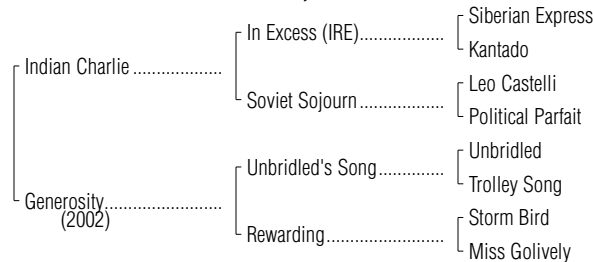 Siberian Express
In Excess (IRE)..................
Kantado
Indian Charlie ...................
Leo Castelli
Soviet Sojourn..................
Political Parfait
Unbridled
Unbridled's Song..............
Trolley Song
Generosity.........................
(2002)
Storm Bird
Rewarding.........................
Miss Golively